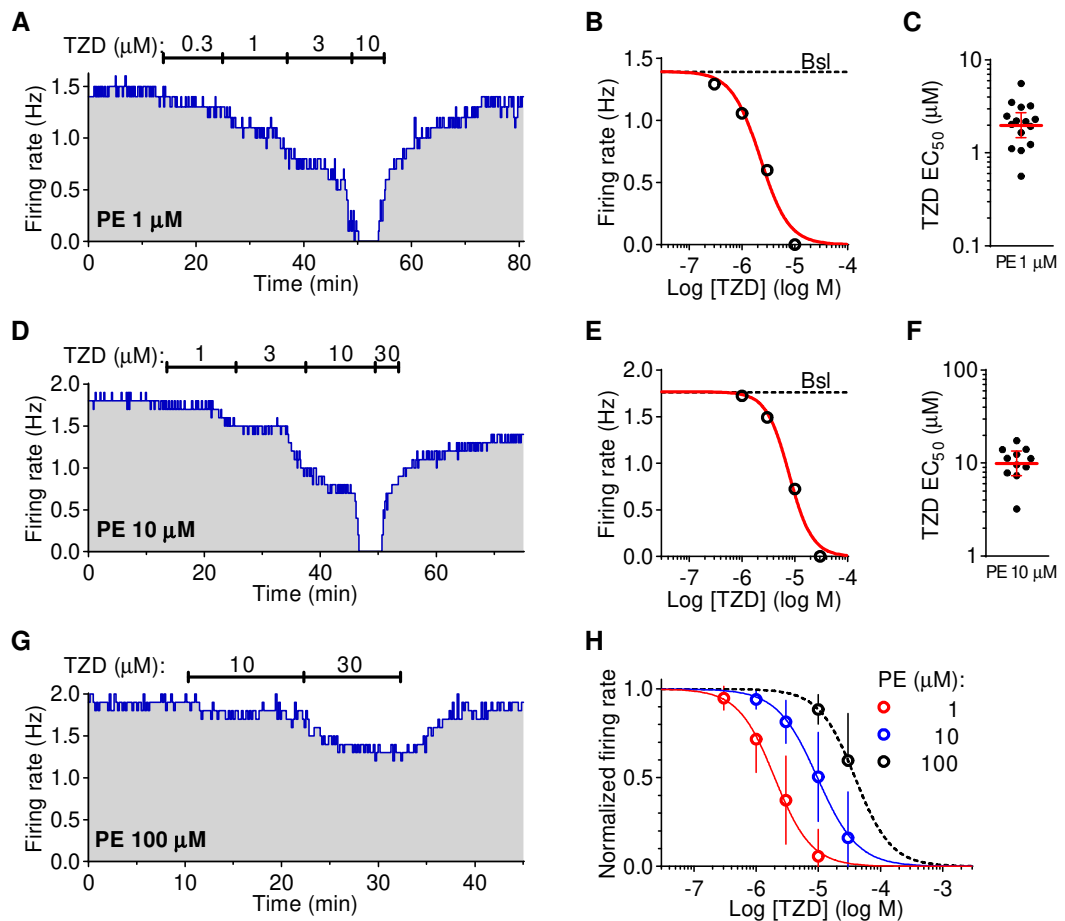 A
TZD (μM): 0.3 1 3 10
Firing rate (Hz)
1.5
1.0
0.5
0.0
PE 1 μM
0 20 40 60 80
Time (min)
B
Firing rate (Hz)
1.5
1.0
0.5
0.0
Bsl
-7 -6 -5 -4
Log [TZD] (log M)
C
TZD EC50 (μM)
10
1
0.1
PE 1 μM
D
TZD (μM): 1 3 10 30
Firing rate (Hz)
2.0
1.5
1.0
0.5
0.0
PE 10 μM
0 20 40 60
Time (min)
E
Firing rate (Hz)
2.0
1.5
1.0
0.5
0.0
Bsl
-7 -6 -5 -4
Log [TZD] (log M)
F
TZD EC50 (μM)
100
10
1
PE 10 μM
G
TZD (μM): 10 30
Firing rate (Hz)
2.0
1.5
1.0
0.5
0.0
PE 100 μM
0 10 20 30 40
Time (min)
H
Normalized firing rate
1.0
0.5
0.0
PE (μM):
1
10
100
-7 -6 -5 -4 -3
Log [TZD] (log M)